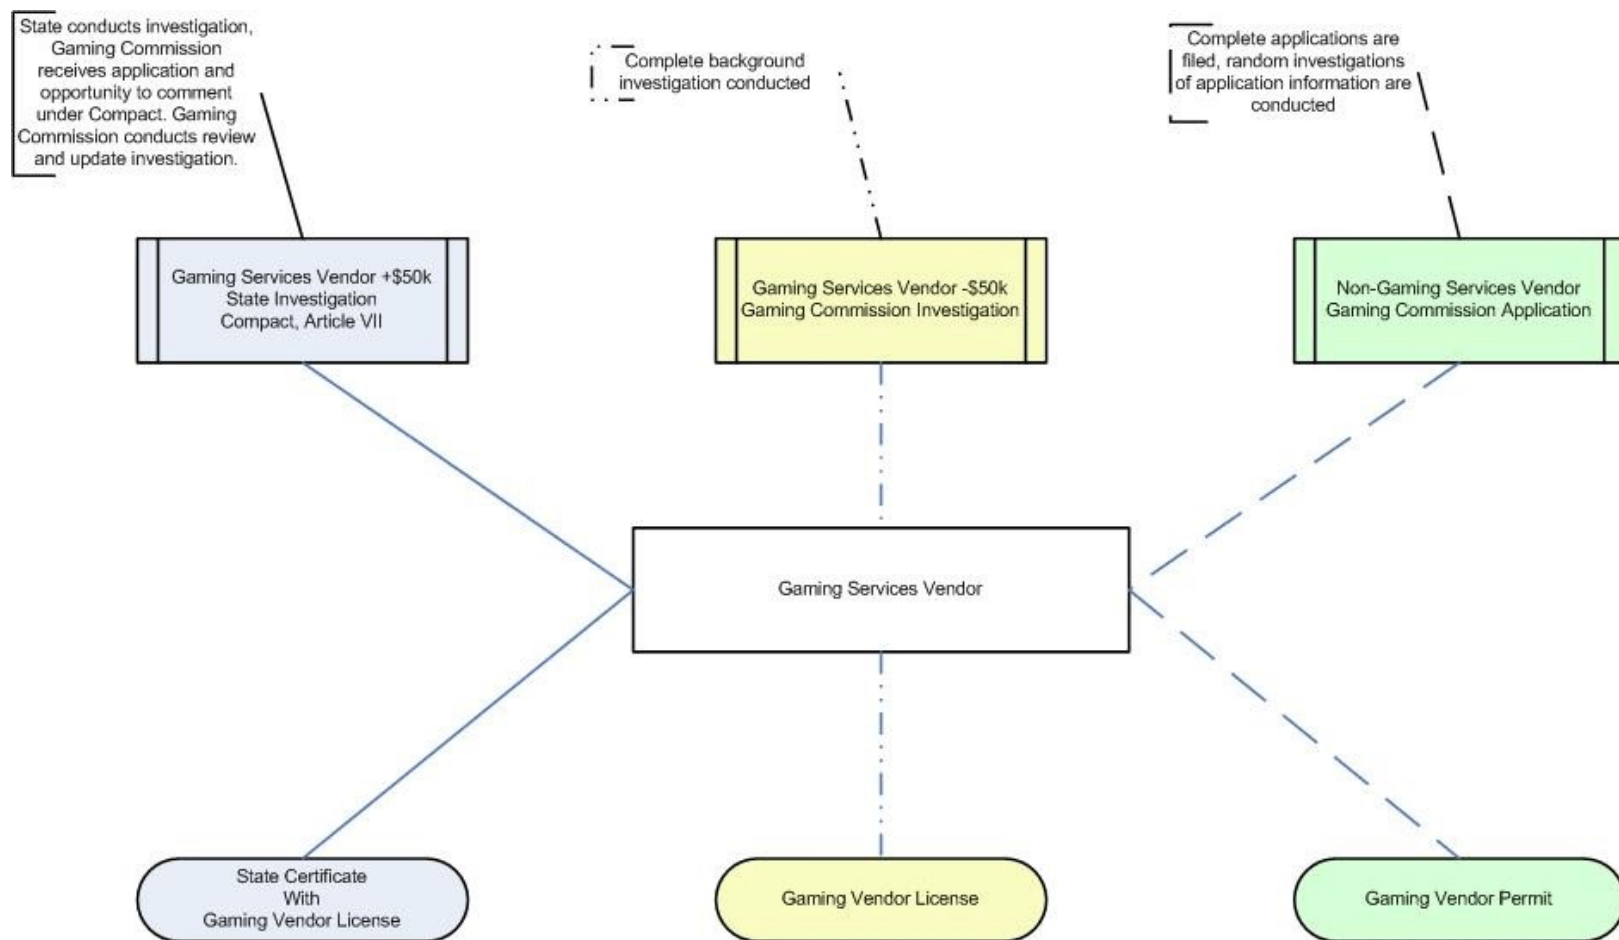 State conducts investigation,
Gaming Commission
receives application and
opportunity to comment
under Compact. Gaming
Commission conducts review
and update investigation.
Complete background
investigation conducted
Complete applications are
filed, random investigations
of application information are
conducted
Gaming Services Vendor +$50k
State Investigation
Compact, Article VII
Gaming Services Vendor -$50k
Gaming Commission Investigation
Non-Gaming Services Vendor
Gaming Commission Application
Gaming Services Vendor
State Certificate
With
Gaming Vendor License
Gaming Vendor License
Gaming Vendor Permit